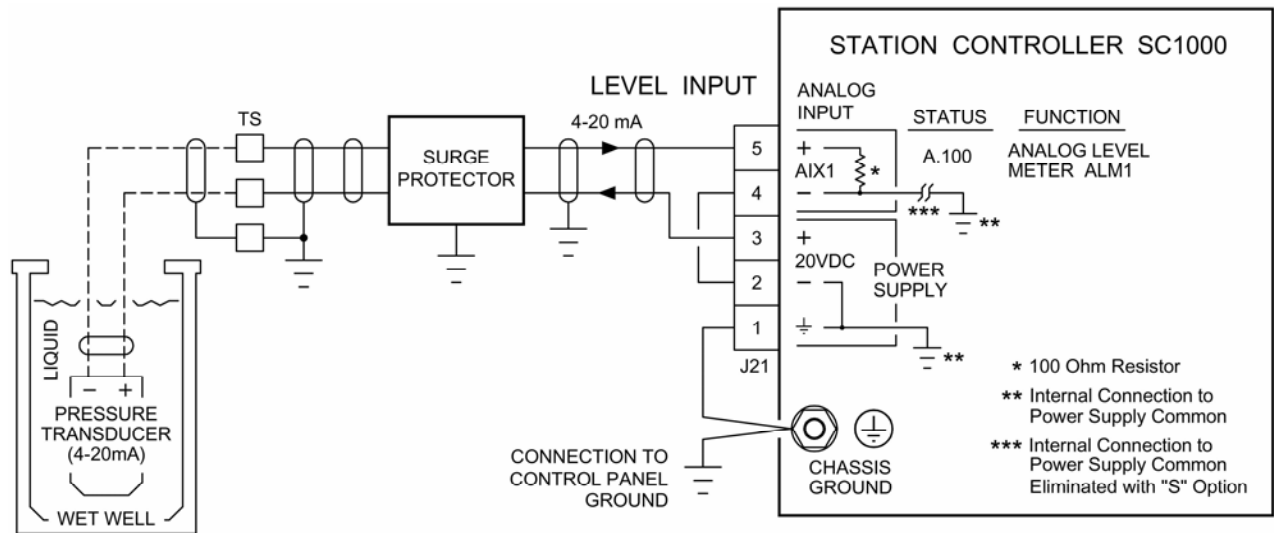 STATION CONTROLLER SC1000
LEVEL INPUT
4-20 mA
TS
SURGE
PROTECTOR
ANALOG
INPUT
STATUS
FUNCTION
5
+
AIX1
*
A.100
ANALOG LEVEL
METER ALM1
4
-
***
**
3
+
20VDC
POWER
SUPPLY
2
-
1
**
J21
LIQUID
- +
PRESSURE
TRANSDUCER
(4-20mA)
WET WELL
CONNECTION TO
CONTROL PANEL
GROUND
CHASSIS
GROUND
* 100 Ohm Resistor
** Internal Connection to
Power Supply Common
*** Internal Connection to
Power Supply Common
Eliminated with "S" Option